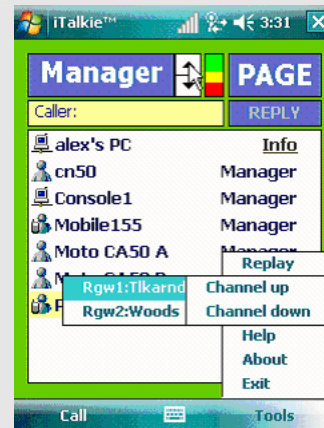 iTalkie™ 3:31
Manager PAGE
Caller: REPLY
alex's PC Info
cn50 Manager
Console1 Manager
Mobile155 Manager
Moto CA50 A Manager
Replay
Rgw1:Tlkarnd Channel up
Rgw2:Woods Channel down
Help
About
Exit
Call Tools